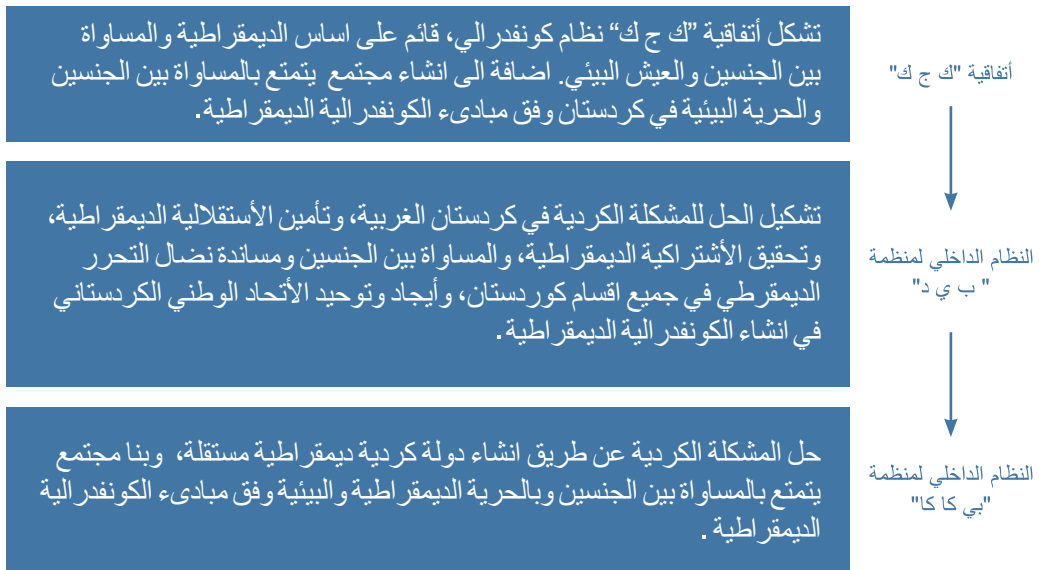 تشكل أتفاقية ”ك ج ك“ نظام كونفدرالي، قائم على اساس الديمقراطية والمساواة
بين الجنسين والعيش البيئي. اضافة الى انشاء مجتمع يتمتع بالمساواة بين الجنسين
والحرية البيئية في كردستان وفق مبادىء الكونفدرالية الديمقراطية.
أتفاقية "ك ج ك"
تشكيل الحل للمشكلة الكردية في كردستان الغربية، وتأمين الأستقلالية الديمقراطية،
وتحقيق الأشتراكية الديمقراطية، والمساواة بين الجنسين ومساندة نضال التحرر
الديمقرطي في جميع اقسام كوردستان، وأيجاد وتوحيد الأتحاد الوطني الكردستاني
في انشاء الكونفدرالية الديمقراطية.
النظام الداخلي لمنظمة
" ب ي د"
حل المشكلة الكردية عن طريق انشاء دولة كردية ديمقراطية مستقلة، وبنا مجتمع
يتمتع بالمساواة بين الجنسين وبالحرية الديمقراطية والبيئية وفق مبادىء الكونفدرالية
الديمقراطية .
النظام الداخلي لمنظمة
"بي كا كا"